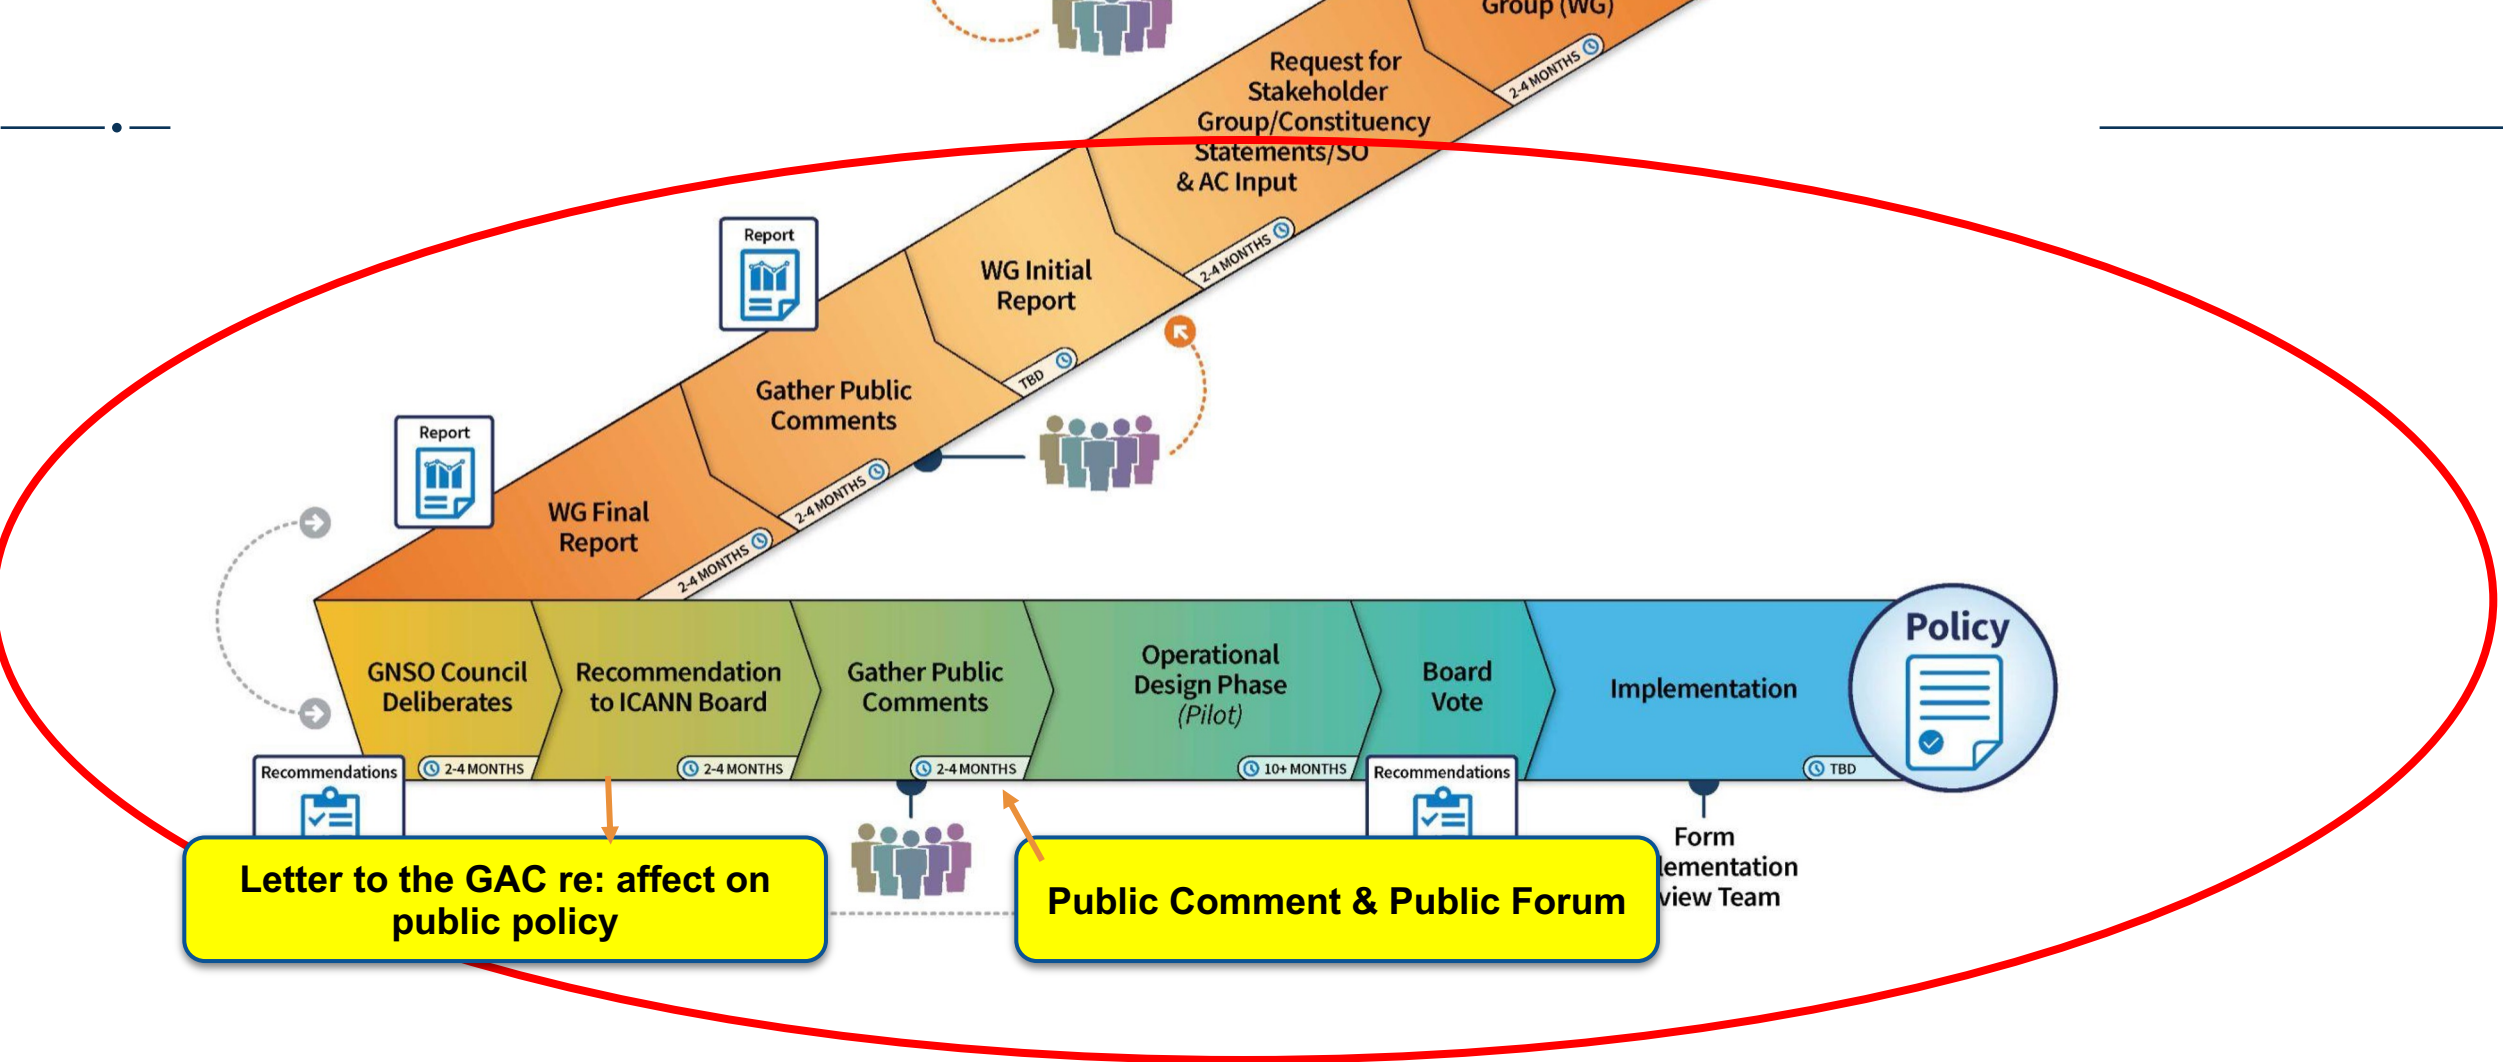 Group (WG)
2-4 MONTHS
Request for
Stakeholder
Group/Constituency
Statements/SO
& AC Input
2-4 MONTHS
WG Initial
Report
TBD
Report
Gather Public
Comments
2-4 MONTHS
Report
WG Final
Report
2-4 MONTHS
GNSO Council
Deliberates
2-4 MONTHS
Recommendation
to ICANN Board
2-4 MONTHS
Gather Public
Comments
2-4 MONTHS
Operational
Design Phase
(Pilot)
10+ MONTHS
Board
Vote
Implementation
TBD
Policy
Recommendations
Recommendations
Form
lementation
view Team
Letter to the GAC re: affect on
public policy
Public Comment & Public Forum